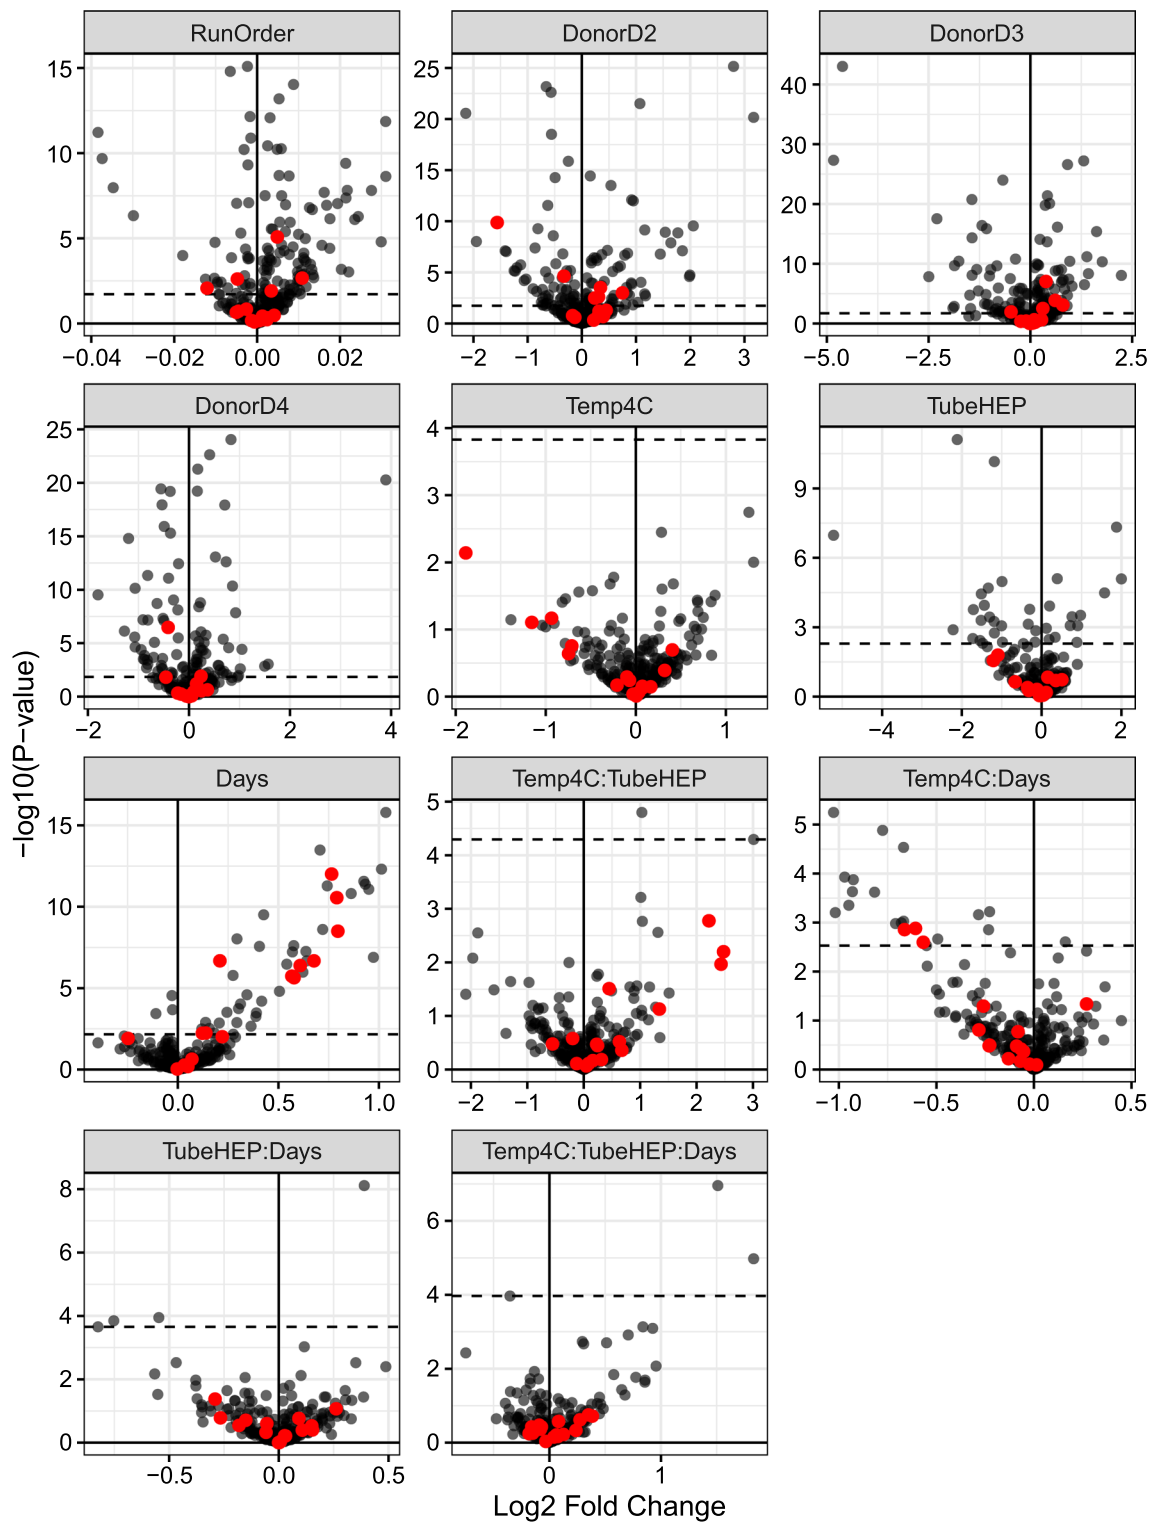 RunOrder DonorD2 DonorD3
15 25 40
10 20 30
5 15 20
0 10 10
5 0
0
−0.04 −0.02 0.00 0.02 −2 −1 0 1 2 3 −5.0 −2.5 0.0 2.5
DonorD4 Temp4C TubeHEP
25 4
20 3 9
15 2 6
10 1 3
5 0 0
0
−2 0 2 4 −2 −1 0 1 −4 −2 0 2
Days Temp4C:TubeHEP Temp4C:Days
15 5 5
10 4 4
5 3 3
0 2 2
1 1
0 0
0.0 0.5 1.0 −2 −1 0 1 2 3 −1.0 −0.5 0.0 0.5
TubeHEP:Days Temp4C:TubeHEP:Days
8 6
6 4
4 2
2 0
0
−0.5 0.0 0.5 0 1
−log10(P−value)
Log2 Fold Change